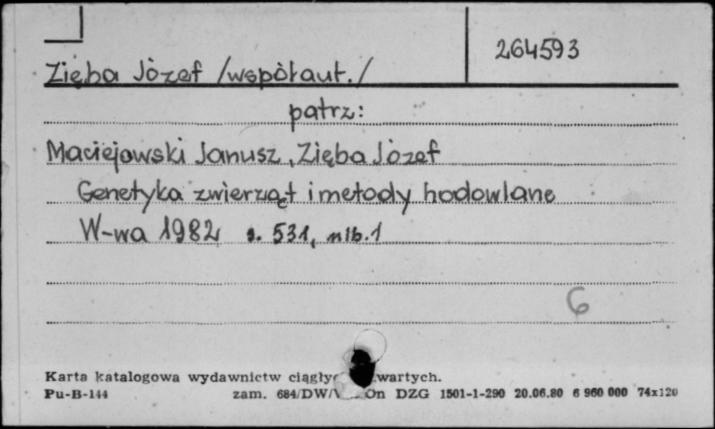 264593
Zięba Józef /współaut./
patrz:
Maciejowski Janusz, Zięba Józef
Genetyka zwierząt i metody hodowlane
W-wa 1982 s. 531, nlb. 1
6
Karta katalogowa wydawnictw
Pu-B-144 zam. 684/DW/ On DZG 1501-1-290 20.06.80 6 960 000 74x120